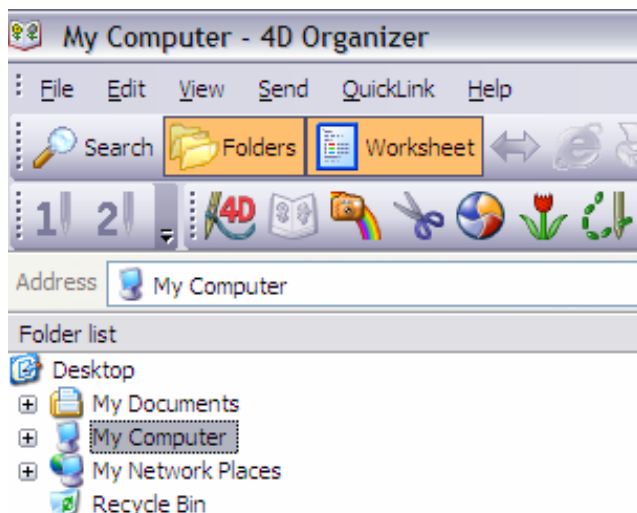 My Computer - 4D Organizer
File Edit View Send QuickLink Help
Search Folders Worksheet
1 2 4D
Address My Computer
Folder list
Desktop
My Documents
My Computer
My Network Places
Recycle Bin